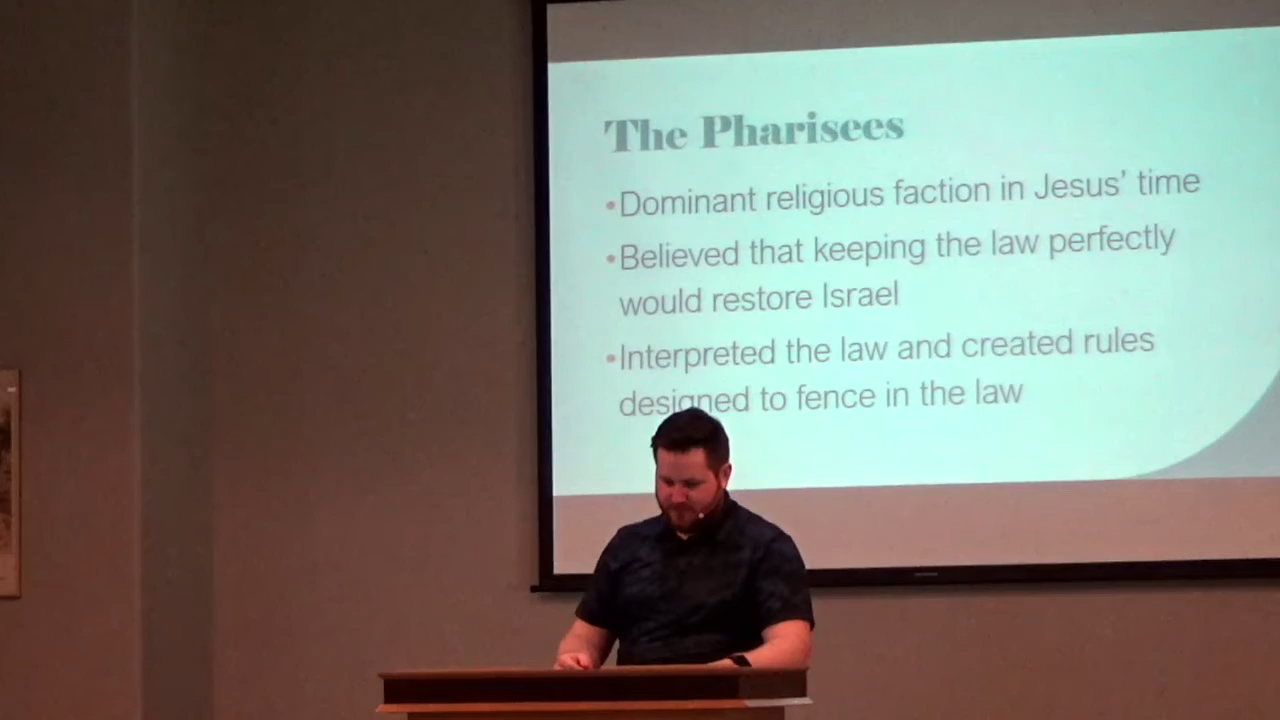 The Pharisees
•Dominant religious faction in Jesus’ time
•Believed that keeping the law perfectly
would restore Israel
•Interpreted the law and created rules
designed to fence in the law